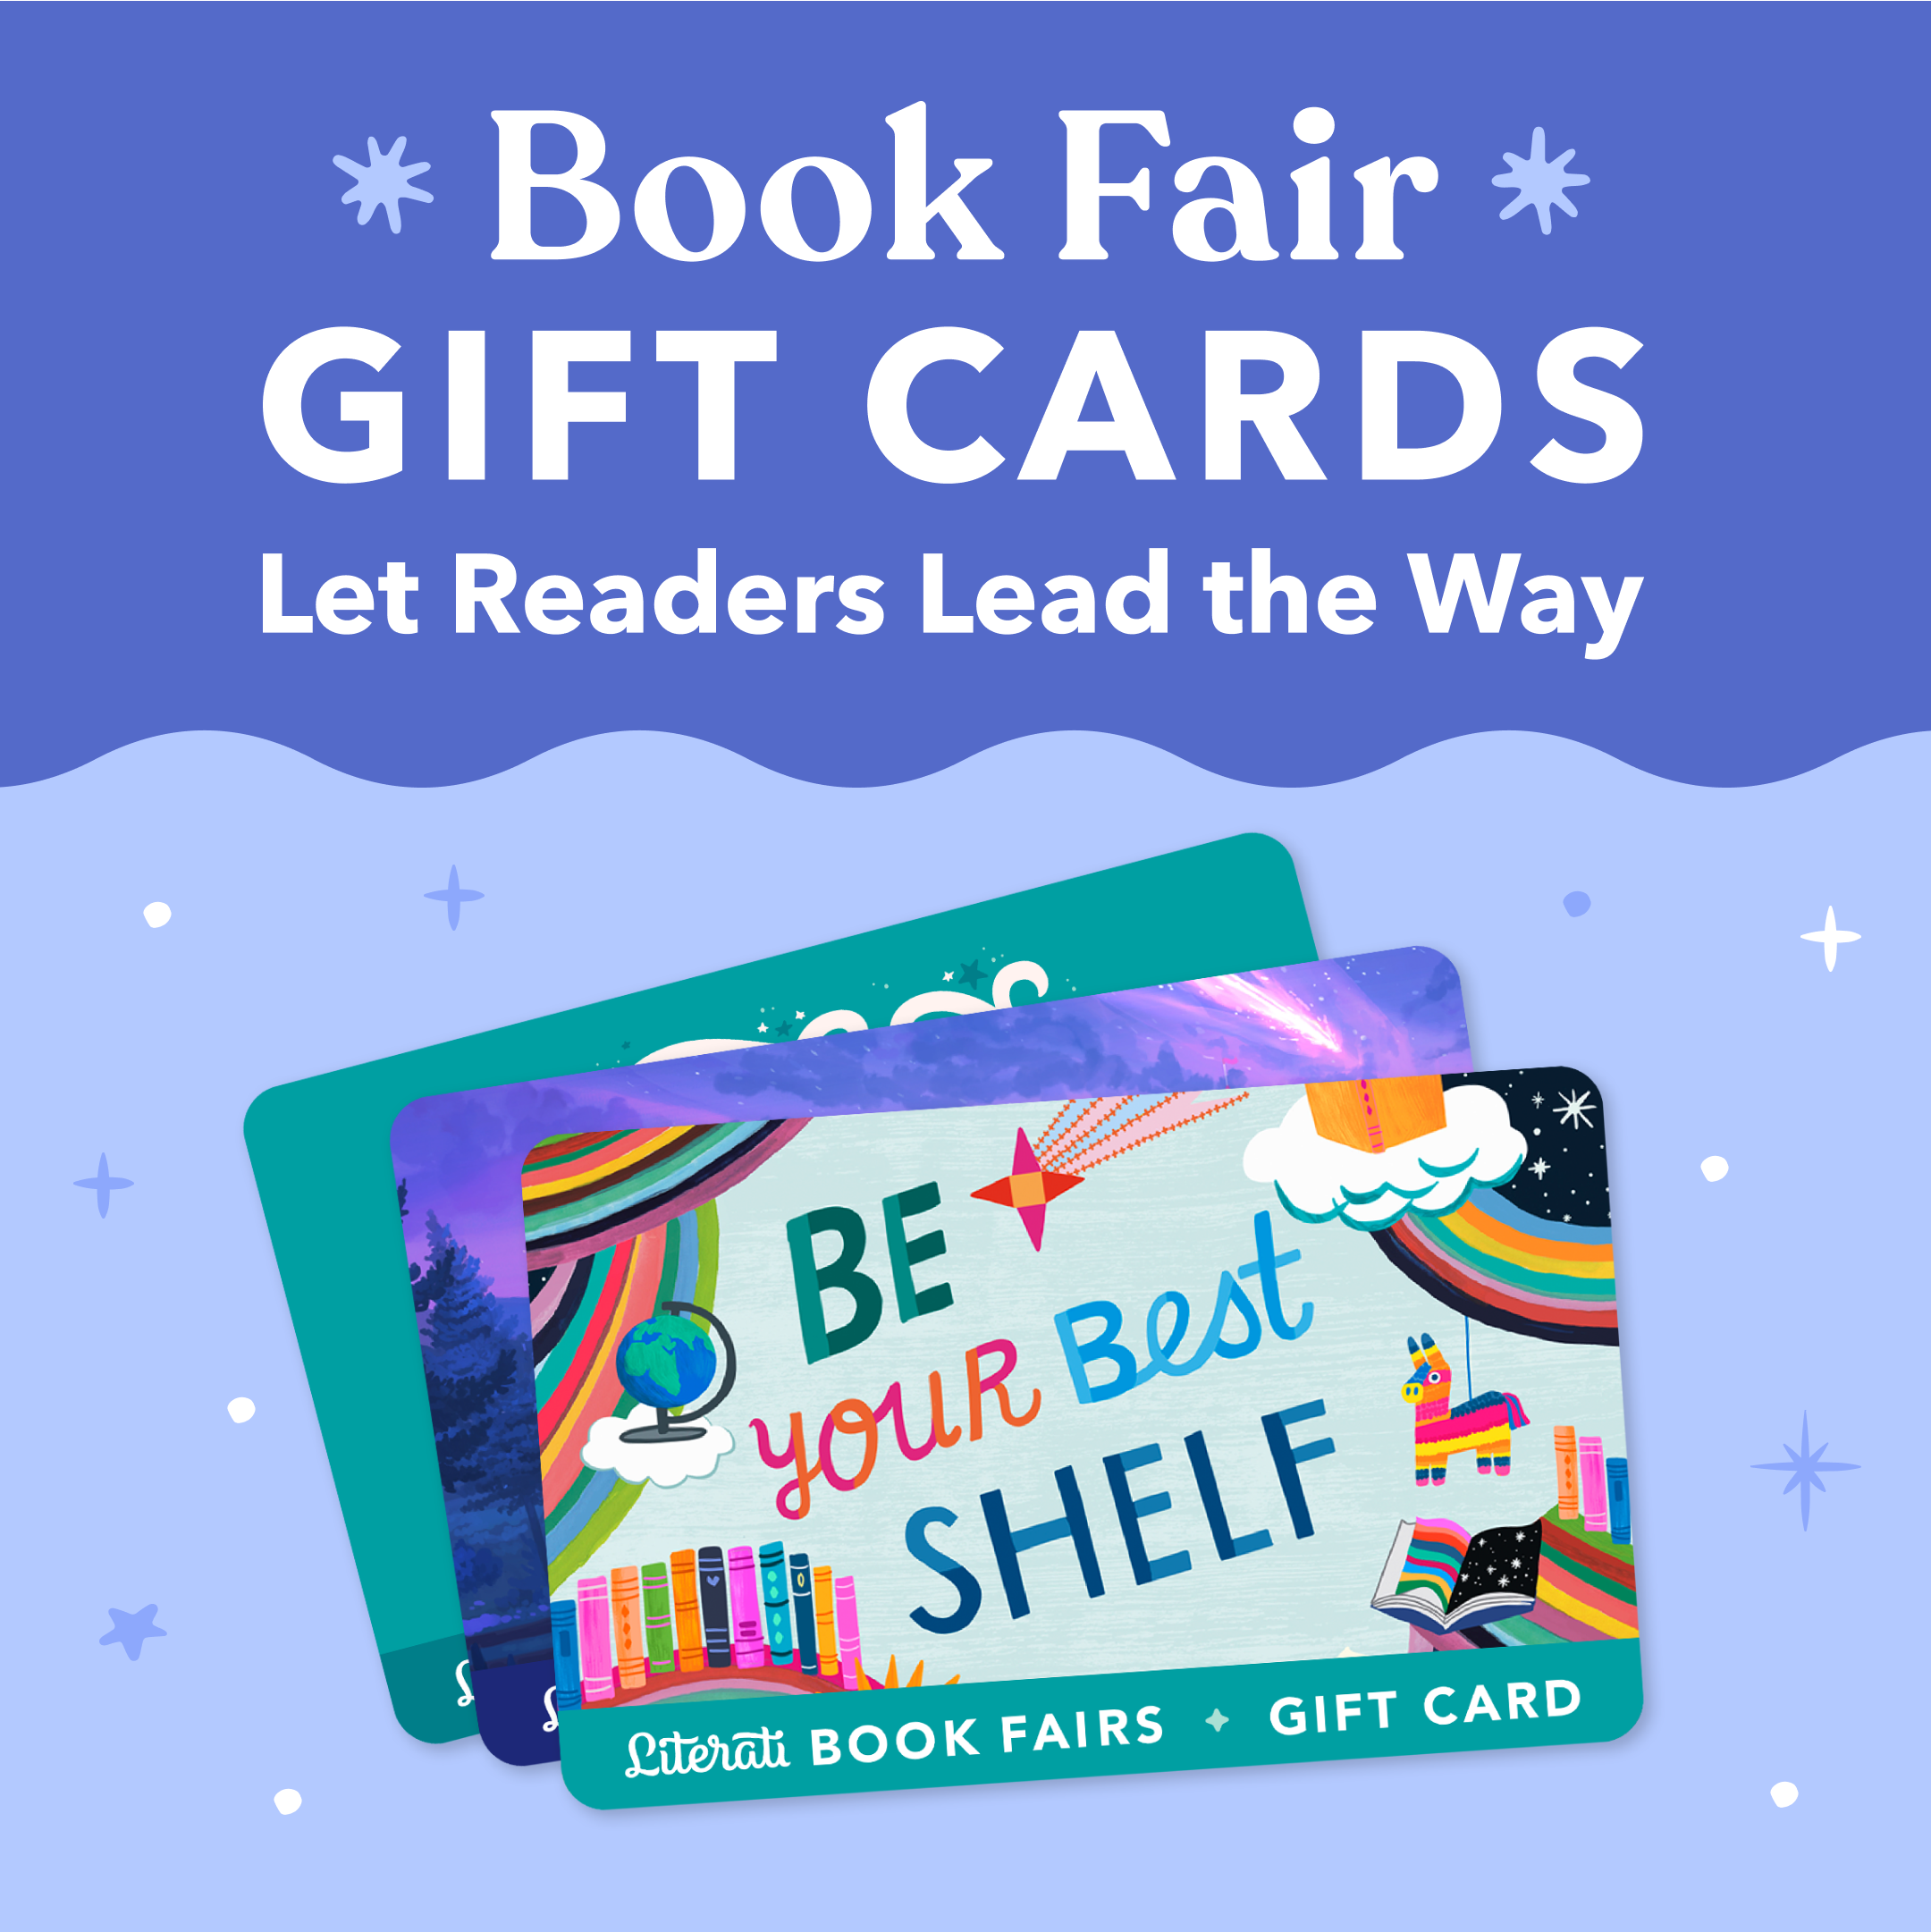 Book Fair
GIFT CARDS
Let Readers Lead the Way
BE
your Best
SHELF
Literati BOOK FAIRS GIFT CARD